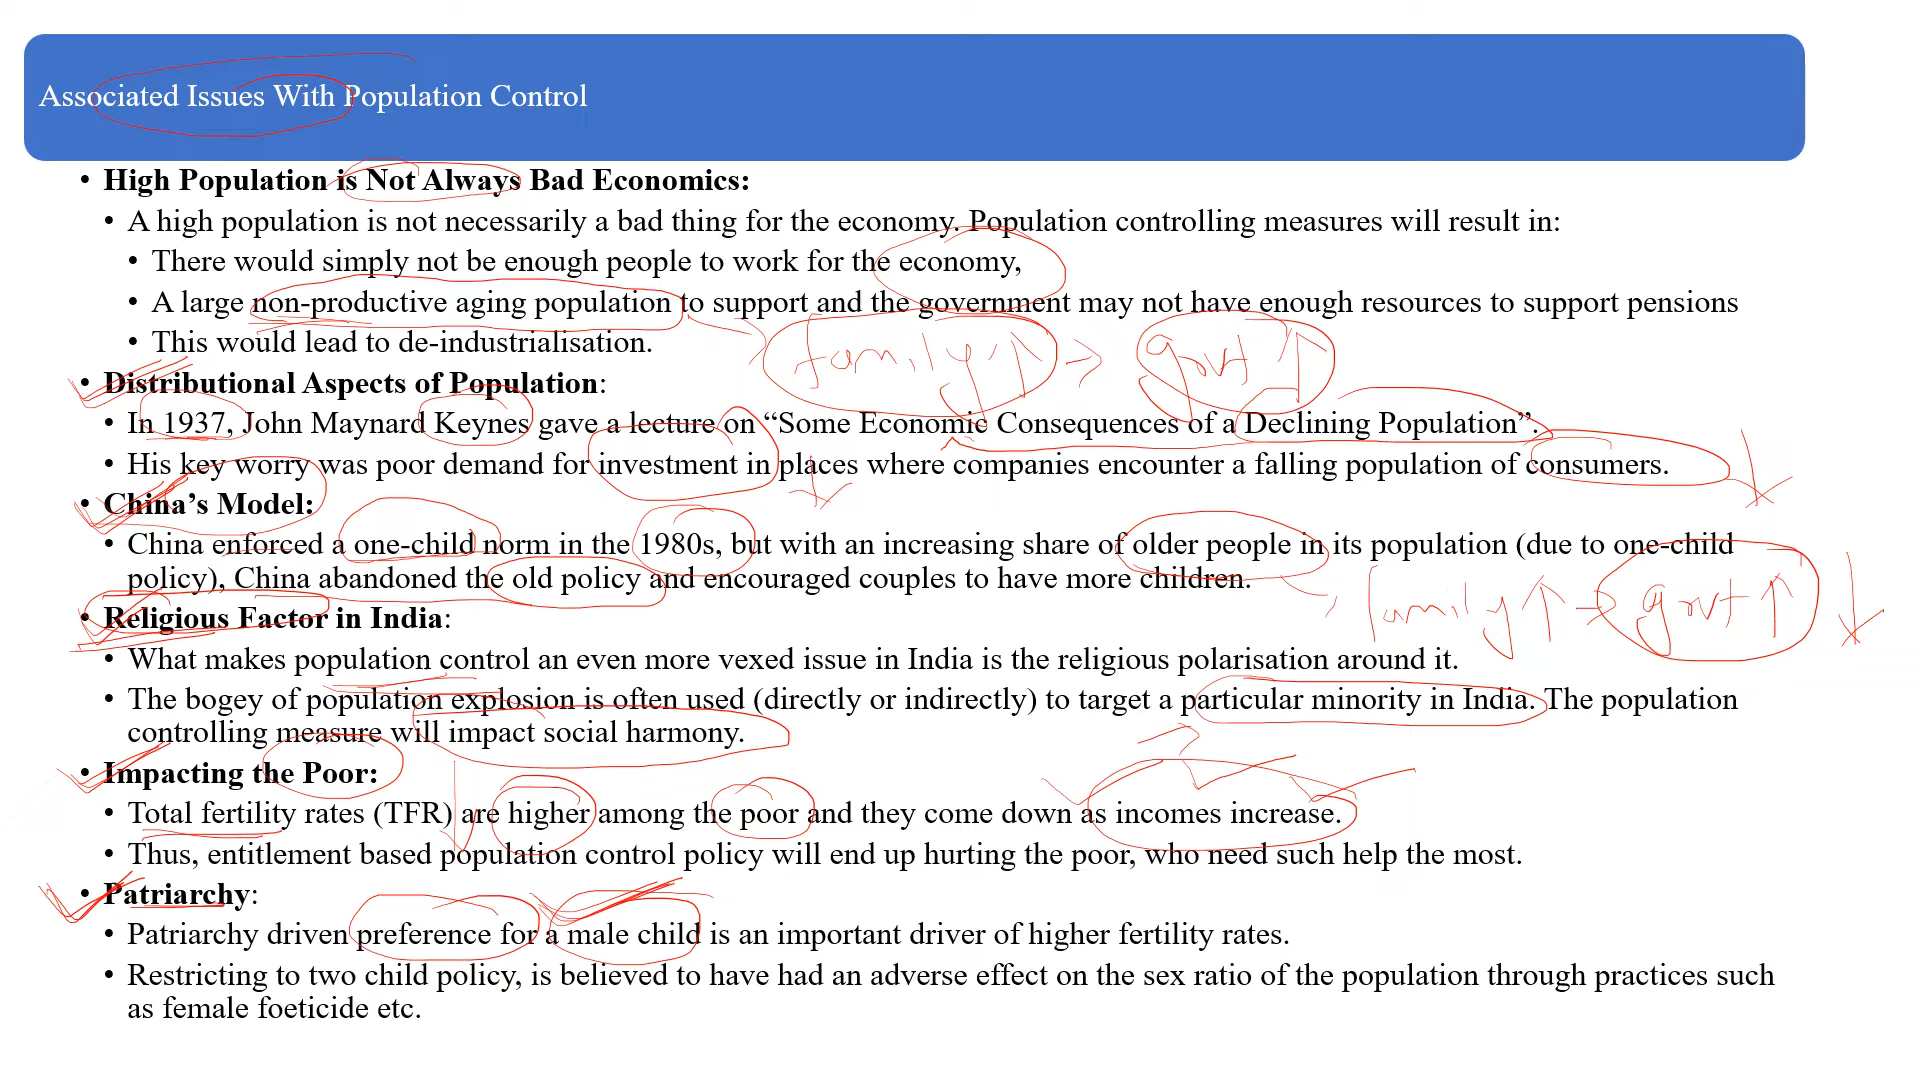 Associated Issues With Population Control
• High Population is Not Always Bad Economics:
• A high population is not necessarily a bad thing for the economy. Population controlling measures will result in:
• There would simply not be enough people to work for the economy,
• A large non-productive aging population to support and the government may not have enough resources to support pensions
• This would lead to de-industrialisation.
family ↑ → govt ↑
• Distributional Aspects of Population:
• In 1937, John Maynard Keynes gave a lecture on “Some Economic Consequences of a Declining Population”.
• His key worry was poor demand for investment in places where companies encounter a falling population of consumers.
• China’s Model:
• China enforced a one-child norm in the 1980s, but with an increasing share of older people in its population (due to one-child
policy), China abandoned the old policy and encouraged couples to have more children.
family ↑ → govt ↑ ↓
• Religious Factor in India:
• What makes population control an even more vexed issue in India is the religious polarisation around it.
• The bogey of population explosion is often used (directly or indirectly) to target a particular minority in India. The population
controlling measure will impact social harmony.
• Impacting the Poor:
• Total fertility rates (TFR) are higher among the poor and they come down as incomes increase.
• Thus, entitlement based population control policy will end up hurting the poor, who need such help the most.
• Patriarchy:
• Patriarchy driven preference for a male child is an important driver of higher fertility rates.
• Restricting to two child policy, is believed to have had an adverse effect on the sex ratio of the population through practices such
as female foeticide etc.